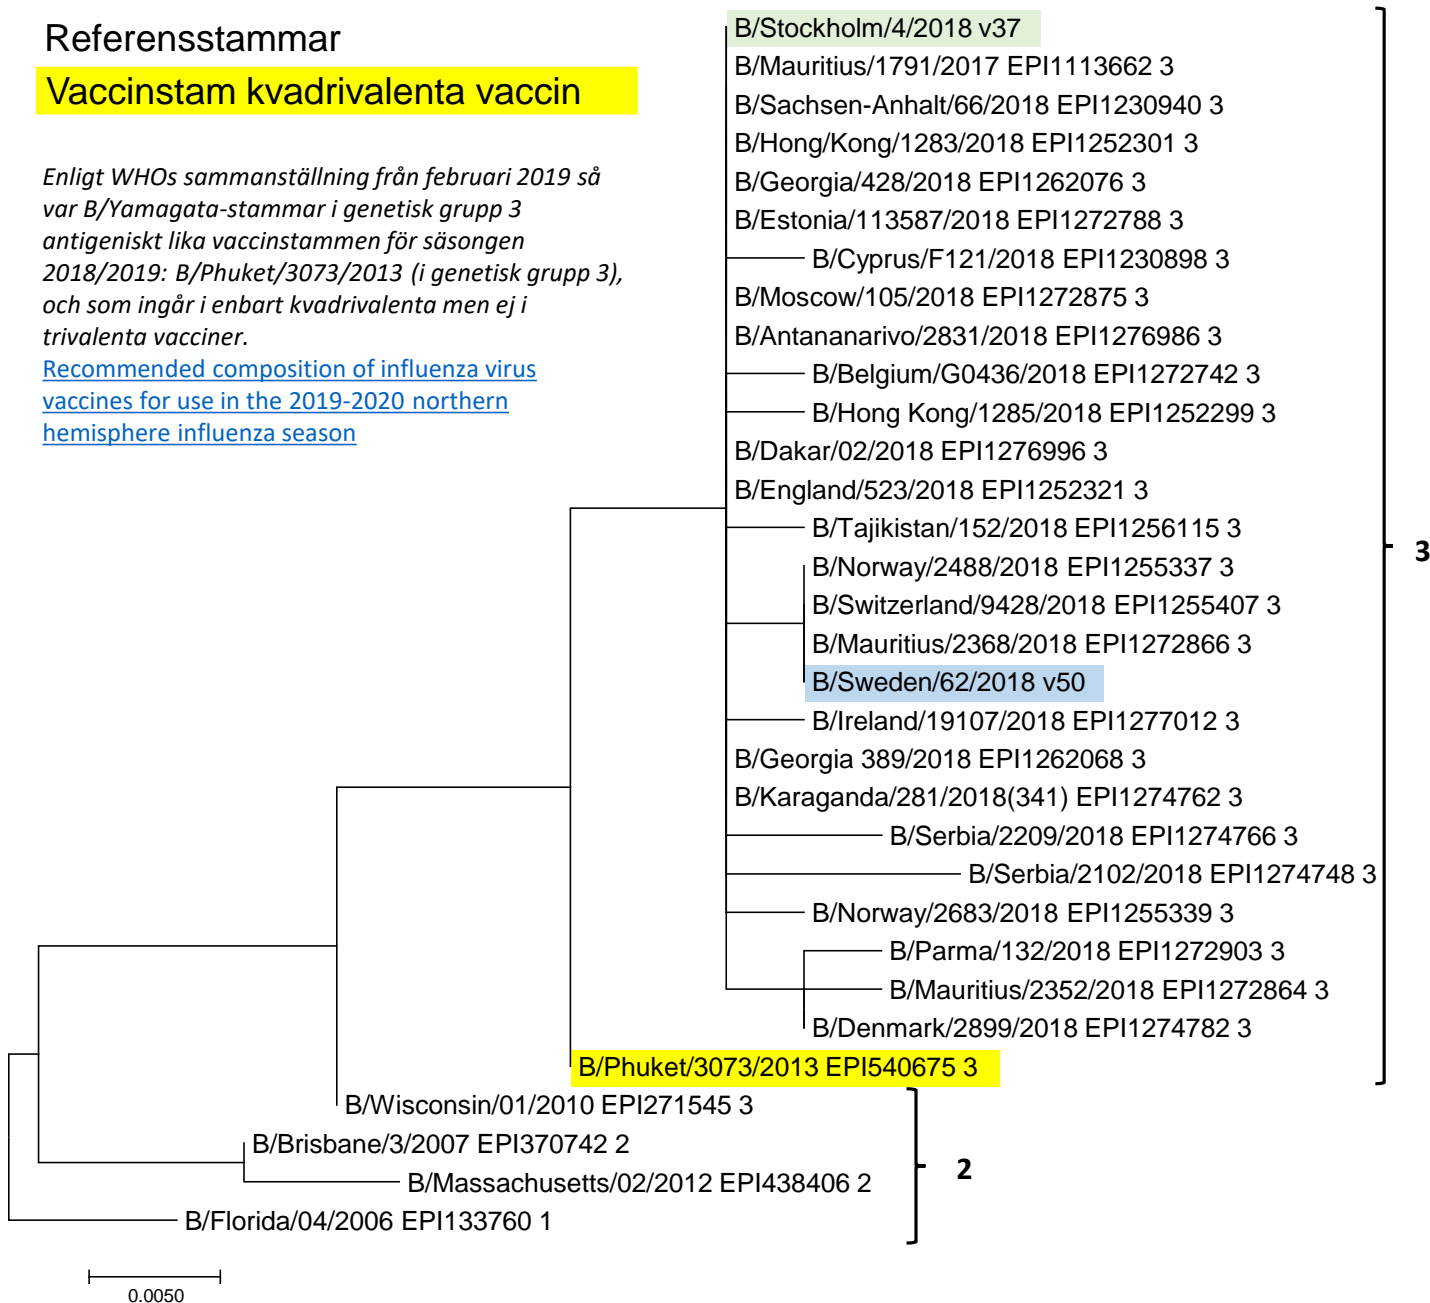 Referensstammar
Vaccinstam kvadrivalenta vaccin
Enligt WHOs sammanställning från februari 2019 så
var B/Yamagata-stammar i genetisk grupp 3
antigeniskt lika vaccinstammen för säsongen
2018/2019: B/Phuket/3073/2013 (i genetisk grupp 3),
och som ingår i enbart kvadrivalenta men ej i
trivalenta vacciner.
Recommended composition of influenza virus
vaccines for use in the 2019-2020 northern
hemisphere influenza season
B/Stockholm/4/2018 v37
B/Mauritius/1791/2017 EPI1113662 3
B/Sachsen-Anhalt/66/2018 EPI1230940 3
B/Hong/Kong/1283/2018 EPI1252301 3
B/Georgia/428/2018 EPI1262076 3
B/Estonia/113587/2018 EPI1272788 3
B/Cyprus/F121/2018 EPI1230898 3
B/Moscow/105/2018 EPI1272875 3
B/Antananarivo/2831/2018 EPI1276986 3
B/Belgium/G0436/2018 EPI1272742 3
B/Hong Kong/1285/2018 EPI1252299 3
B/Dakar/02/2018 EPI1276996 3
B/England/523/2018 EPI1252321 3
B/Tajikistan/152/2018 EPI1256115 3
B/Norway/2488/2018 EPI1255337 3
B/Switzerland/9428/2018 EPI1255407 3
B/Mauritius/2368/2018 EPI1272866 3
B/Sweden/62/2018 v50
B/Ireland/19107/2018 EPI1277012 3
B/Georgia 389/2018 EPI1262068 3
B/Karaganda/281/2018(341) EPI1274762 3
B/Serbia/2209/2018 EPI1274766 3
B/Serbia/2102/2018 EPI1274748 3
B/Norway/2683/2018 EPI1255339 3
B/Parma/132/2018 EPI1272903 3
B/Mauritius/2352/2018 EPI1272864 3
B/Denmark/2899/2018 EPI1274782 3
B/Phuket/3073/2013 EPI540675 3
3
B/Wisconsin/01/2010 EPI271545 3
B/Brisbane/3/2007 EPI370742 2
B/Massachusetts/02/2012 EPI438406 2
B/Florida/04/2006 EPI133760 1
2
0.0050